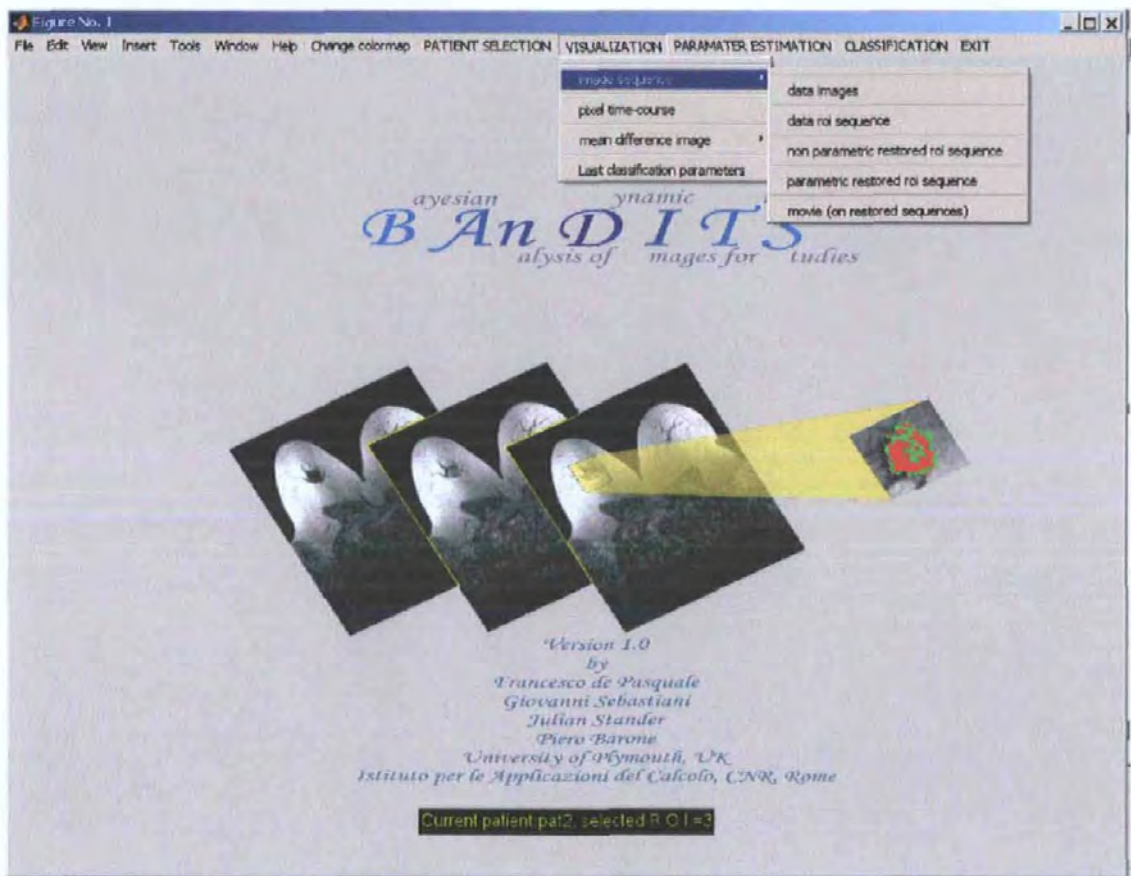 Figure No. 1
File Edit View Insert Tools Window Help Change colormap PATIENT SELECTION VISUALIZATION PARAMATER ESTIMATION CLASSIFICATION EXIT
image sequence
pixel time-course
mean difference image
Last classification parameters
data images
data roi sequence
non parametric restored roi sequence
parametric restored roi sequence
movie (on restored sequences)
ayesian ynamic
B An D I T S
alysis of mages for tudies
Version 1.0
by
Francesco de Pasquale
Giovanni Sebastiani
Julian Stander
Piero Barone
University of Plymouth, UK
Istituto per le Applicazioni del Calcolo, CNR, Rome
Current patient:pat2, selected R.O.I.=3